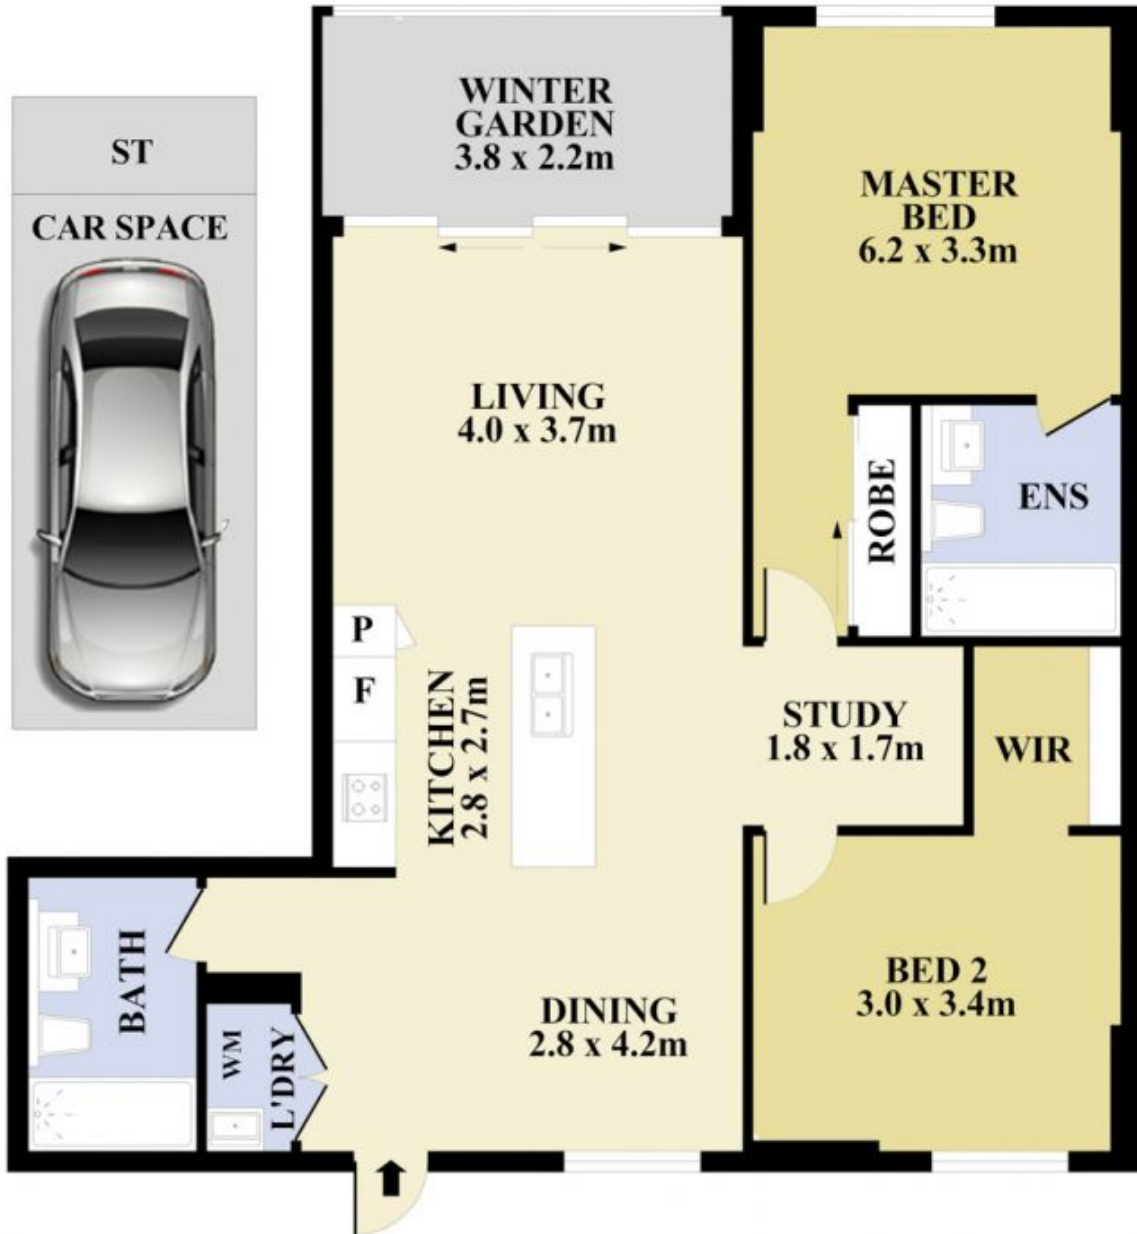 ST
CAR SPACE
WINTER
GARDEN
3.8 x 2.2m
MASTER
BED
6.2 x 3.3m
LIVING
4.0 x 3.7m
ROBE
ENS
P
F
KITCHEN
2.8 x 2.7m
STUDY
1.8 x 1.7m
WIR
BATH
WM
L'DRY
DINING
2.8 x 4.2m
BED 2
3.0 x 3.4m